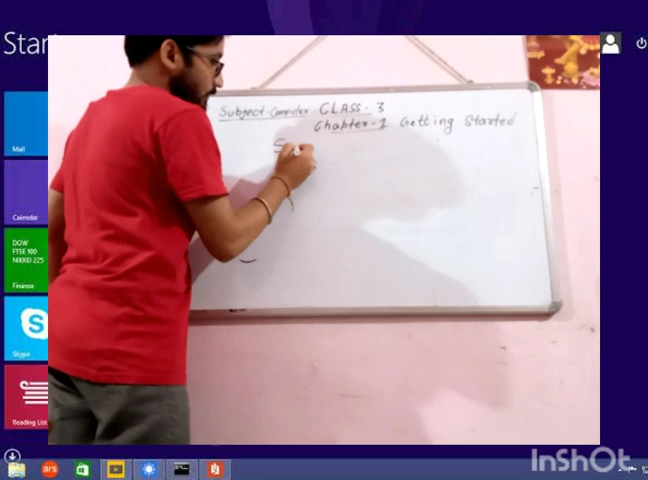 Start
Subject-Computer CLASS-3
Chapter-1 Getting Started
S
Mail
Calendar
DOW
FTSE 100
NIKKEI 225
Finance
Skype
Reading List
ars
InShOt